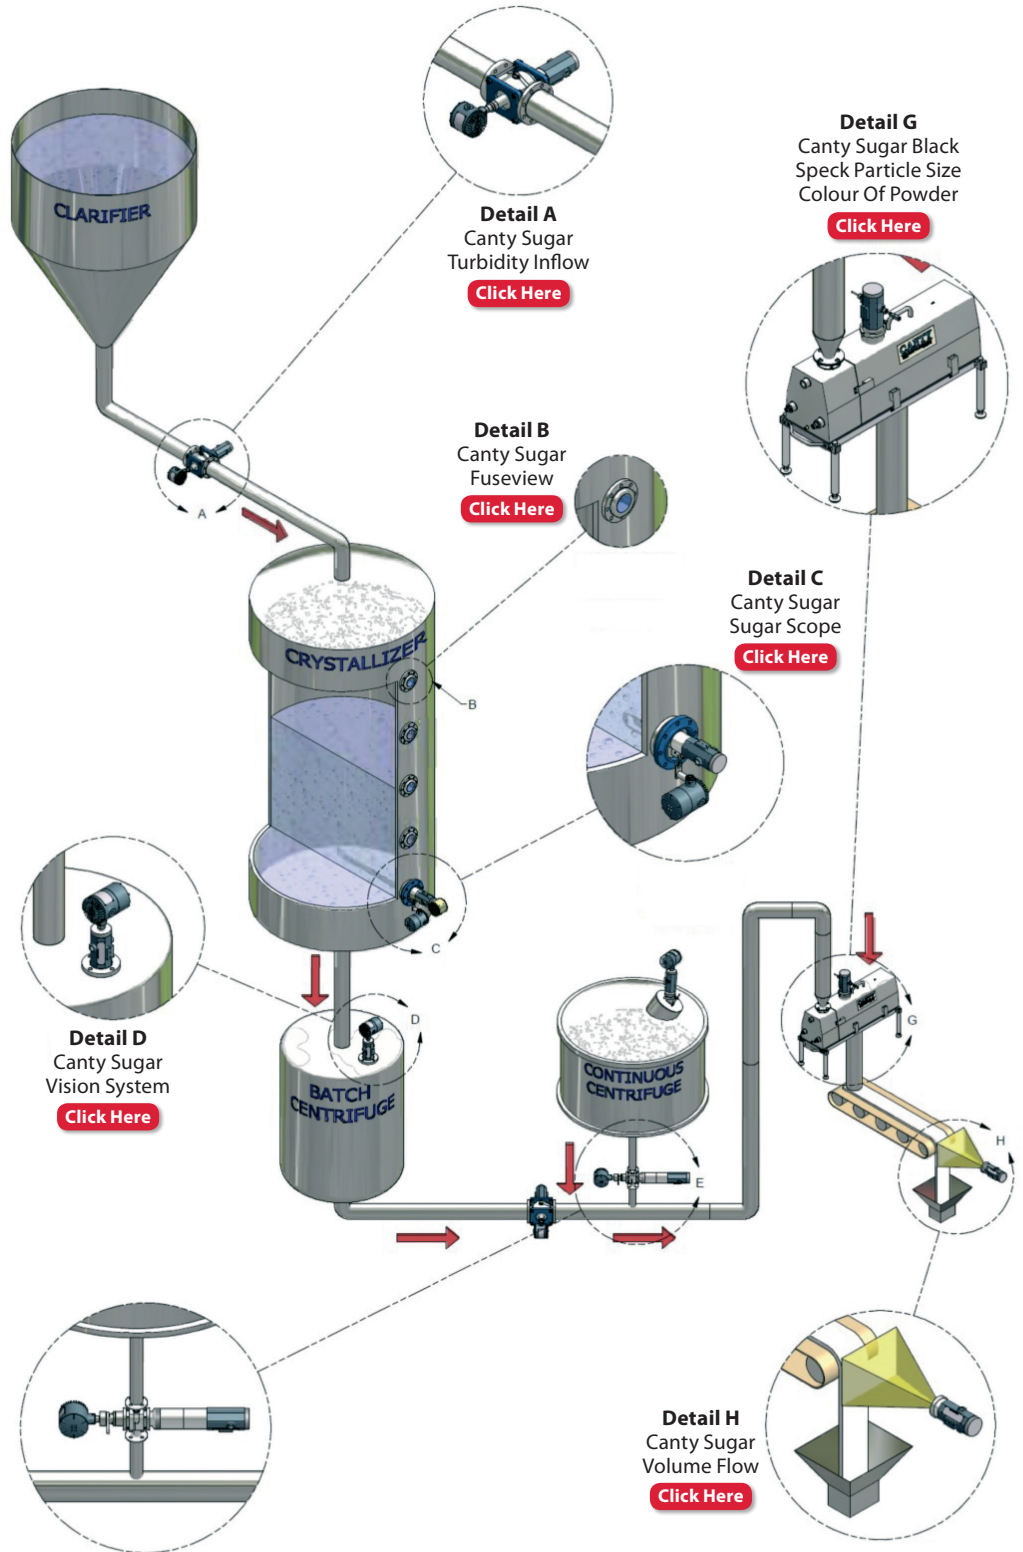 Detail A
Canty Sugar
Turbidity Inflow
Click Here
Detail G
Canty Sugar Black
Speck Particle Size
Colour Of Powder
Click Here
CLARIFIER
CANTY
A
Detail B
Canty Sugar
Fuseview
Click Here
CRYSTALLIZER
B
Detail C
Canty Sugar
Sugar Scope
Click Here
C
Detail D
Canty Sugar
Vision System
Click Here
D
BATCH
CENTRIFUGE
CONTINUOUS
CENTRIFUGE
E
G
H
Detail H
Canty Sugar
Volume Flow
Click Here